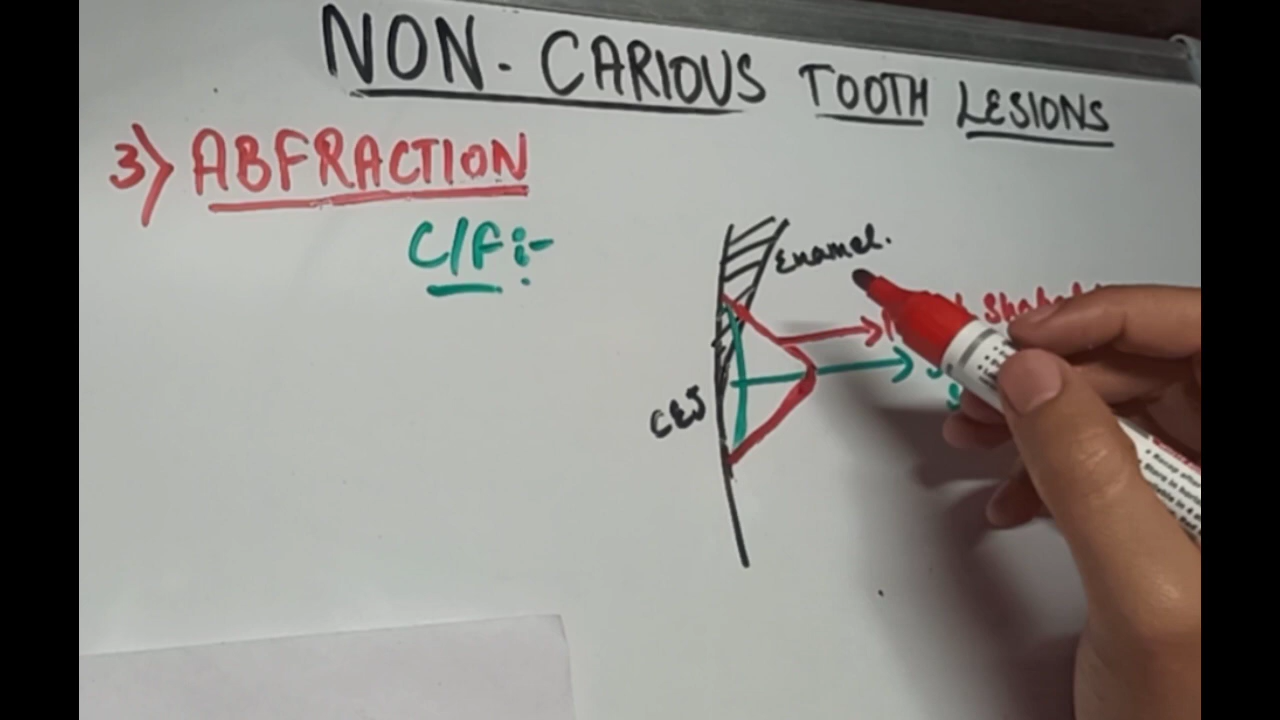 NON-CARIOUS TOOTH LESIONS
3) ABFRACTION
C/F:-
Enamel.
CEJ